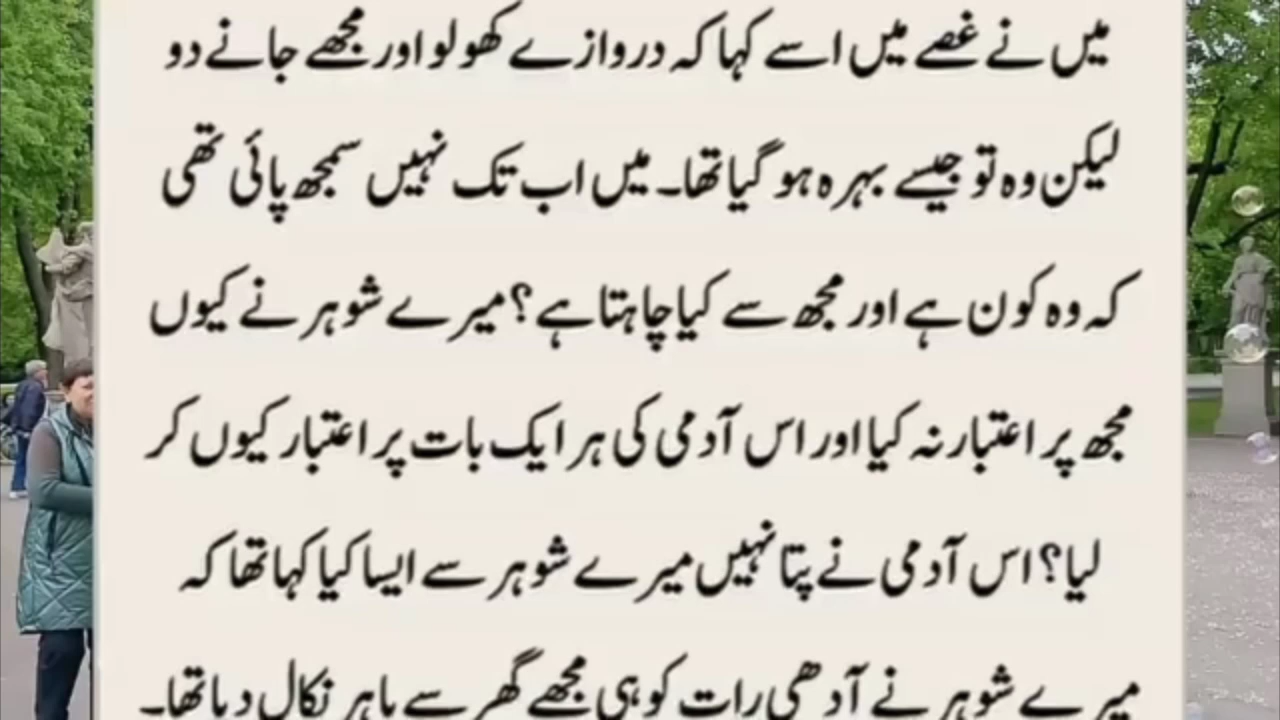 میں نے غصے میں اسے کہا کہ دروازے کھولو اور مجھے جانے دو
لیکن وہ تو جیسے بہرہ ہو گیا تھا۔ میں اب تک نہیں سمجھ پائی تھی
کہ وہ کون ہے اور مجھ سے کیا چاہتا ہے؟ میرے شوہر نے کیوں
مجھ پر اعتبار نہ کیا اور اس آدمی کی ہر ایک بات پر اعتبار کیوں کر
لیا؟ اس آدمی نے پتا نہیں میرے شوہر سے ایسا کیا کہا تھا کہ
میرے شوہر نے آدھی رات کو ہی مجھے گھر سے باہر نکال دیا تھا۔